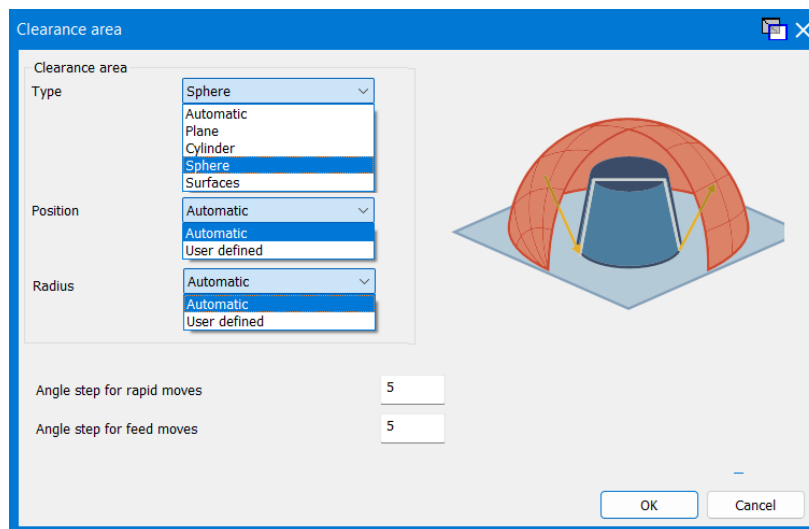 Clearance area
Clearance area
Type
Sphere
Automatic
Plane
Cylinder
Sphere
Surfaces
Position
Automatic
Automatic
User defined
Radius
Automatic
Automatic
User defined
Angle step for rapid moves 5
Angle step for feed moves 5
OK Cancel